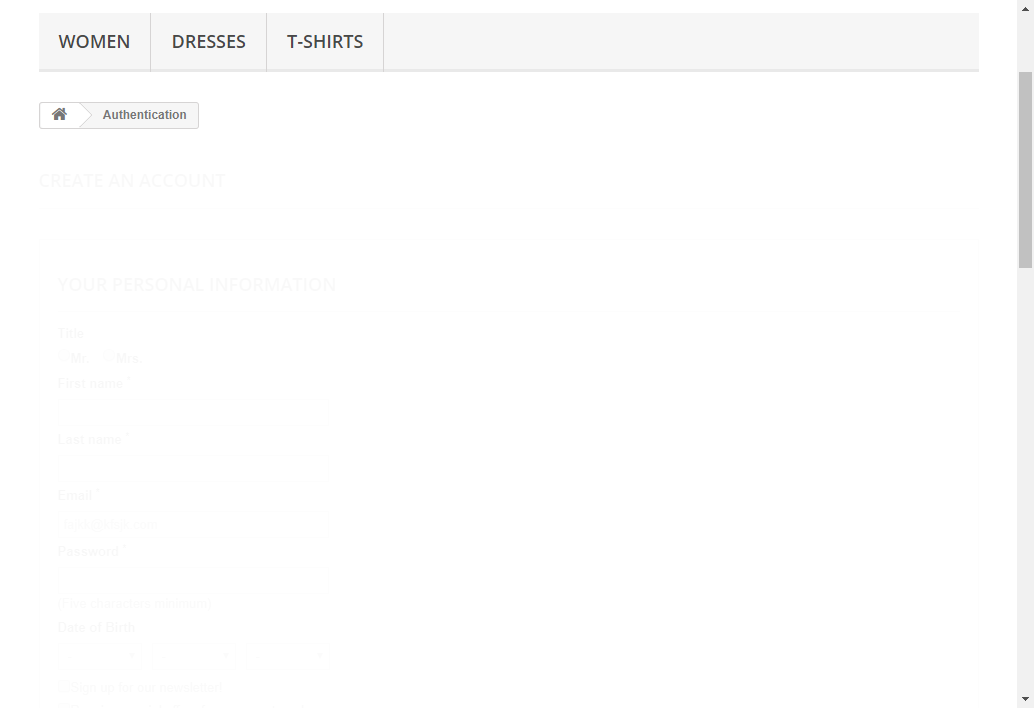 WOMEN DRESSES T-SHIRTS
Authentication
CREATE AN ACCOUNT
YOUR PERSONAL INFORMATION
Title
Mr. Mrs.
First name *
Last name *
Email *
Password *
(Five characters minimum)
Date of Birth
Sign up for our newsletter!